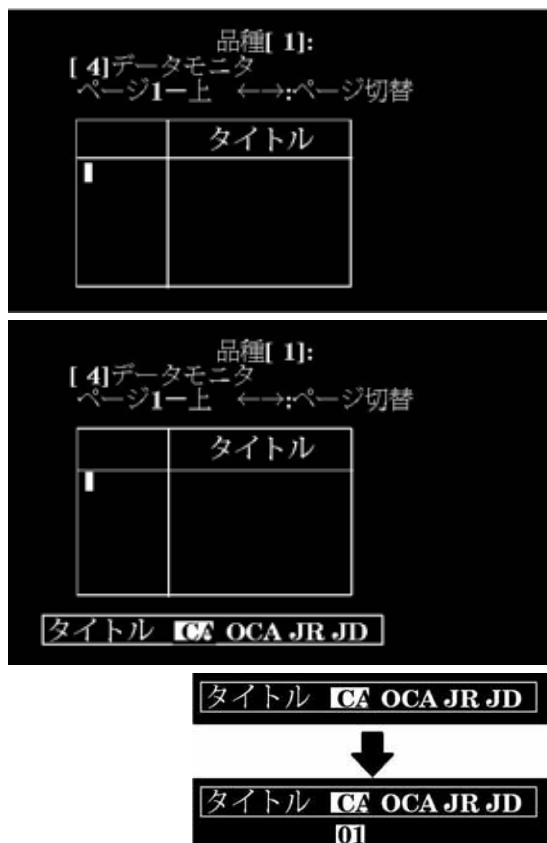 品種[ 1]:
[ 4]データモニタ
ページ1ー上 ←→:ページ切替
タイトル
品種[ 1]:
[ 4]データモニタ
ページ1ー上 ←→:ページ切替
タイトル
タイトル CA OCA JR JD
タイトル CA OCA JR JD
タイトル CA OCA JR JD
01